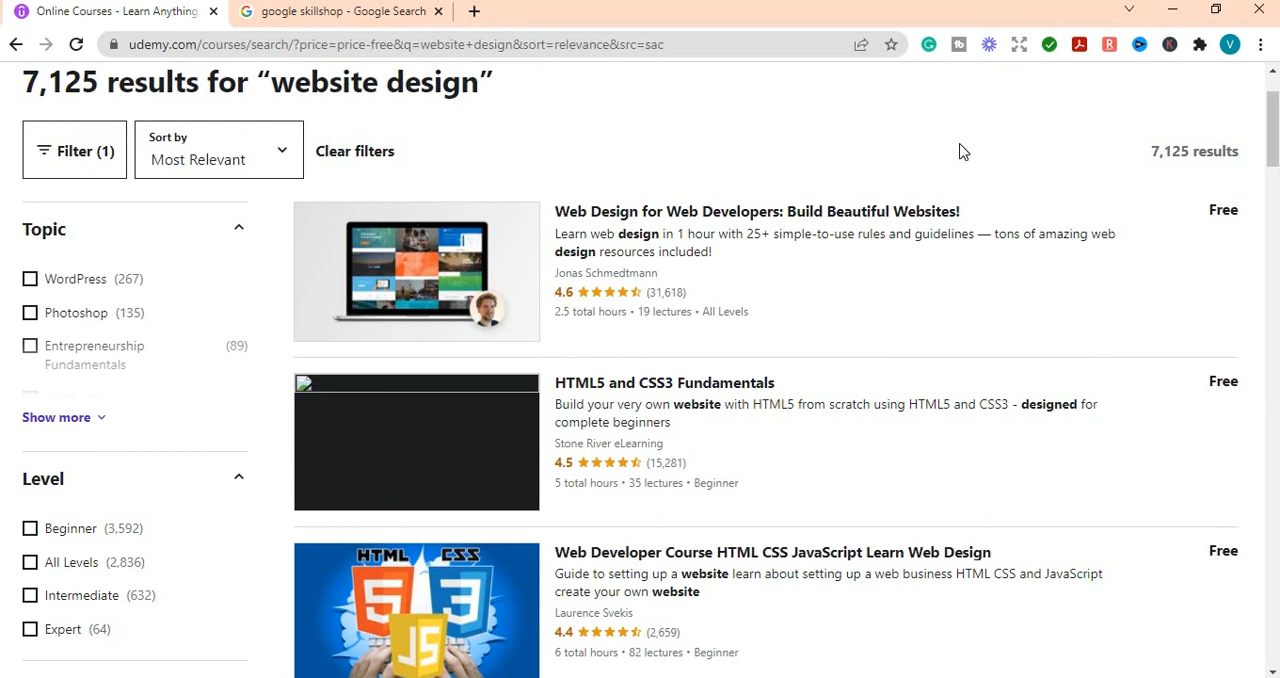 Online Courses - Learn Anything,
google skillshop - Google Search
udemy.com/courses/search/?price=price-free&q=website+design&sort=relevance&src=sac
7,125 results for “website design”
Filter (1)
Sort by
Most Relevant
Clear filters
7,125 results
Topic
WordPress (267)
Photoshop (135)
Entrepreneurship (89)
Fundamentals
Show more
Level
Beginner (3,592)
All Levels (2,836)
Intermediate (632)
Expert (64)
Web Design for Web Developers: Build Beautiful Websites!
Free
Learn web design in 1 hour with 25+ simple-to-use rules and guidelines — tons of amazing web
design resources included!
Jonas Schmedtmann
4.6 (31,618)
2.5 total hours • 19 lectures • All Levels
HTML5 and CSS3 Fundamentals
Free
Build your very own website with HTML5 from scratch using HTML5 and CSS3 - designed for
complete beginners
Stone River eLearning
4.5 (15,281)
5 total hours • 35 lectures • Beginner
HTML CSS
5 3
JS
Web Developer Course HTML CSS JavaScript Learn Web Design
Free
Guide to setting up a website learn about setting up a web business HTML CSS and JavaScript
create your own website
Laurence Svekis
4.4 (2,659)
6 total hours • 82 lectures • Beginner